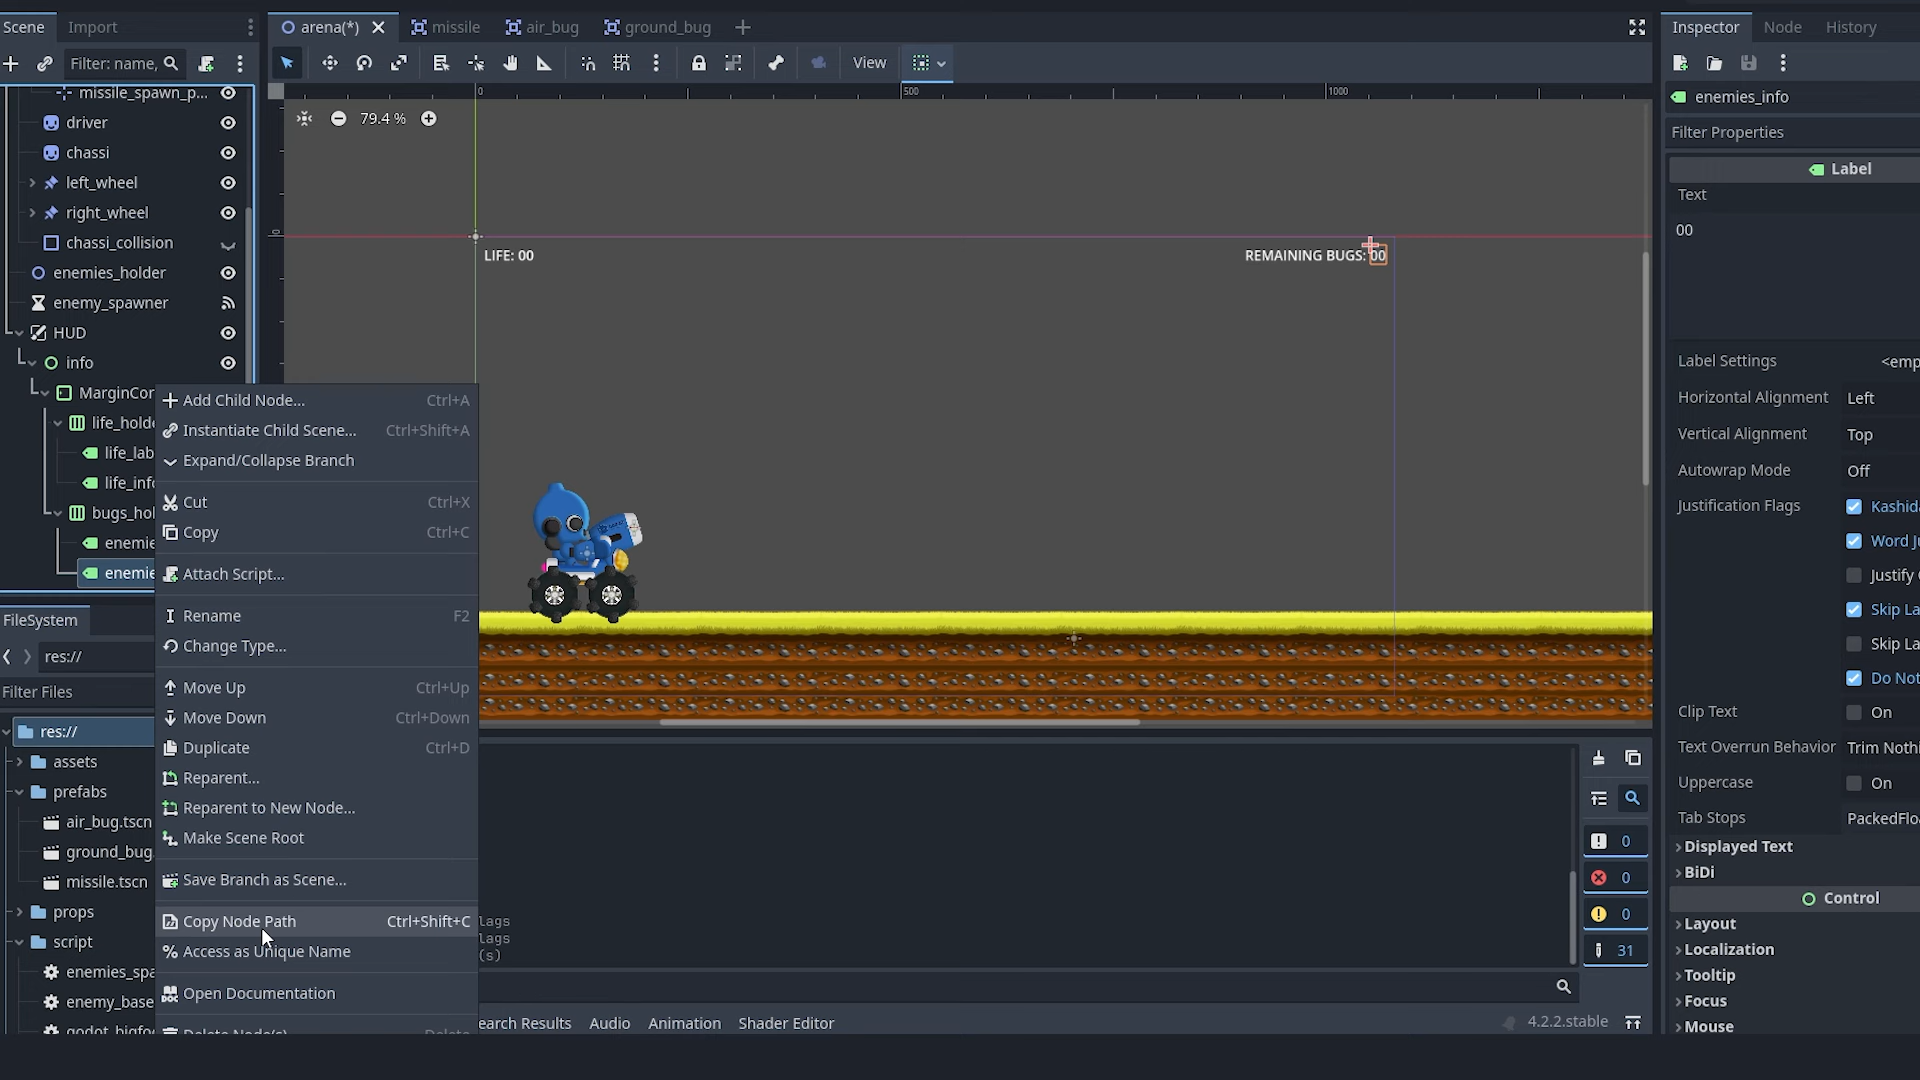 Scene
Import
arena(*)
missile
air_bug
ground_bug
Inspector
Node
History
Filter: name,
View
missile_spawn_p...
driver
chassi
left_wheel
right_wheel
chassi_collision
enemies_holder
enemy_spawner
HUD
info
MarginCor
life_holde
life_lab
life_info
bugs_hol
enemie
enemie
0
500
1000
0
79.4 %
LIFE: 00
REMAINING BUGS: 00
Add Child Node... Ctrl+A
Instantiate Child Scene... Ctrl+Shift+A
Expand/Collapse Branch
Cut Ctrl+X
Copy Ctrl+C
Attach Script...
Rename F2
Change Type...
Move Up Ctrl+Up
Move Down Ctrl+Down
Duplicate Ctrl+D
Reparent...
Reparent to New Node...
Make Scene Root
Save Branch as Scene...
Copy Node Path Ctrl+Shift+C
Access as Unique Name
Open Documentation
Delete Node(s) Delete
FileSystem
res://
Filter Files
res://
assets
prefabs
air_bug.tscn
ground_bug.
missile.tscn
props
script
enemies_spa
enemy_base
godot_bigfo
lags
lags
(s)
0
0
0
31
earch Results
Audio
Animation
Shader Editor
4.2.2.stable
enemies_info
Filter Properties
Label
Text
00
Label Settings <emp
Horizontal Alignment Left
Vertical Alignment Top
Autowrap Mode Off
Justification Flags Kashida
Word Ju
Justify
Skip La
Skip La
Do Not
Clip Text On
Text Overrun Behavior Trim Nothi
Uppercase On
Tab Stops PackedFloa
Displayed Text
BiDi
Control
Layout
Localization
Tooltip
Focus
Mouse